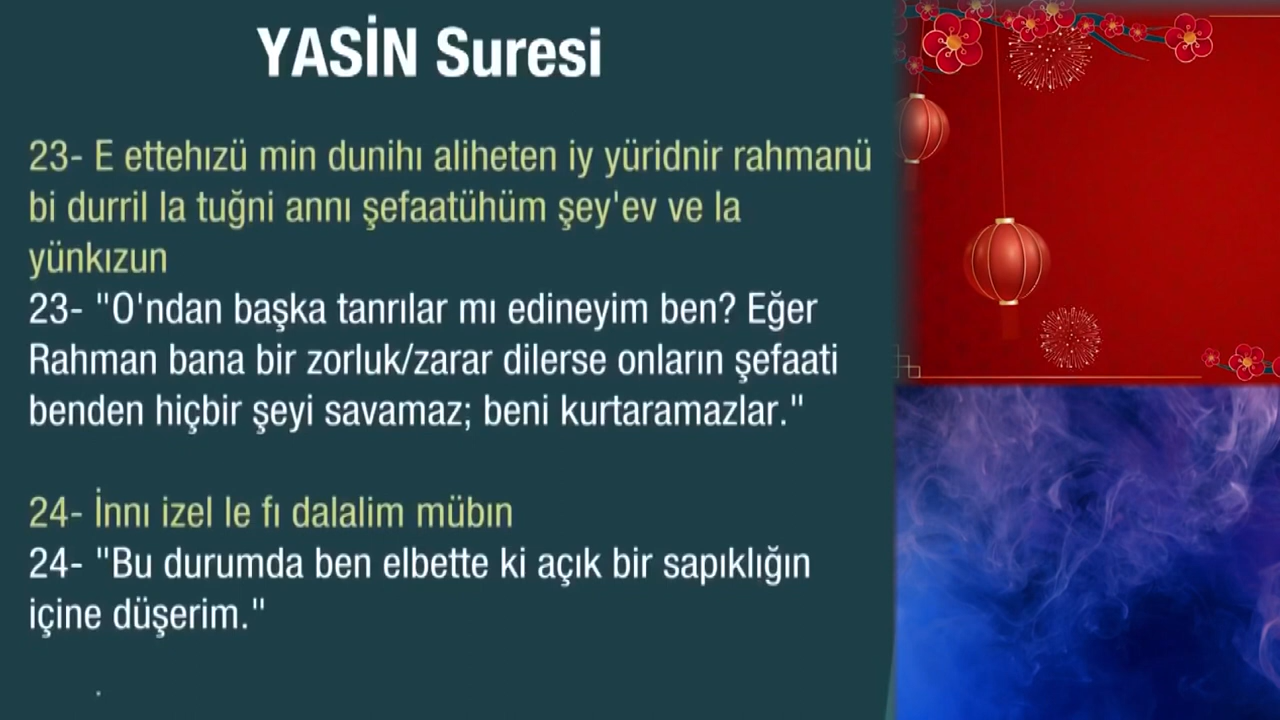 YASİN Suresi
23- E ettehızü min dunihı aliheten iy yüridnir rahmanü
bi durril la tuğni annı şefaatühüm şey'ev ve la
yünkızun
23- "O'ndan başka tanrılar mı edineyim ben? Eğer
Rahman bana bir zorluk/zarar dilerse onların şefaati
benden hiçbir şeyi savamaz; beni kurtaramazlar."
24- İnnı izel le fı dalalim mübın
24- "Bu durumda ben elbette ki açık bir sapıklığın
içine düşerim."